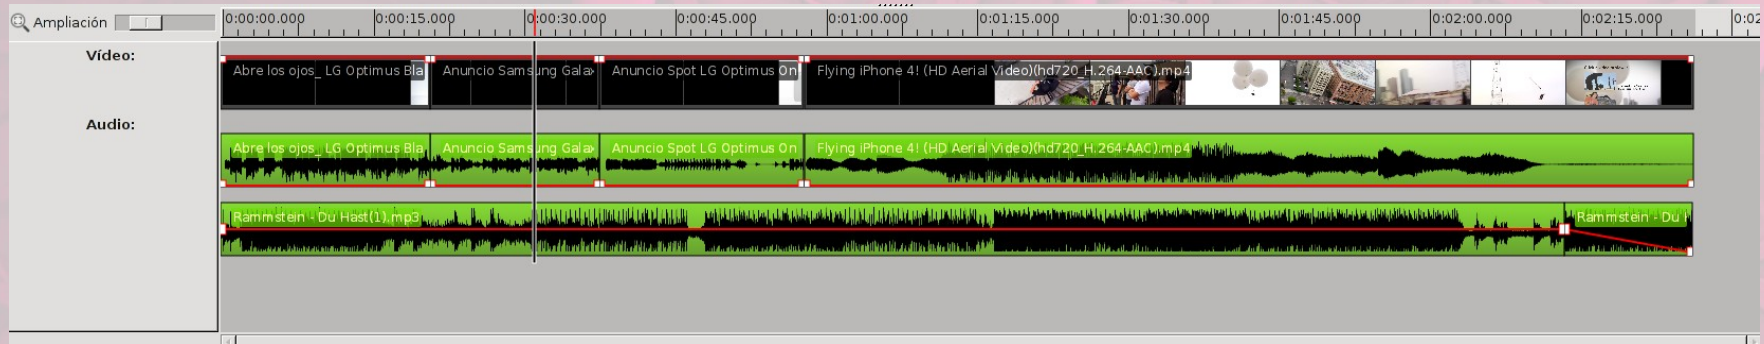 Ampliación 0:00:00.000 0:00:15.000 0:00:30.000 0:00:45.000 0:01:00.000 0:01:15.000 0:01:30.000 0:01:45.000 0:02:00.000 0:02:15.000 0:02
Vídeo:
Abre los ojos_ LG Optimus Bla Anuncio Samsung Gala Anuncio Spot LG Optimus On Flying iPhone 4! (HD Aerial Video)(hd720_H.264-AAC).mp4
Audio:
Abre los ojos_ LG Optimus Bla Anuncio Samsung Gala Anuncio Spot LG Optimus On Flying iPhone 4! (HD Aerial Video)(hd720_H.264-AAC).mp4
Rammstein - Du Hast(1).mp3 Rammstein - Du